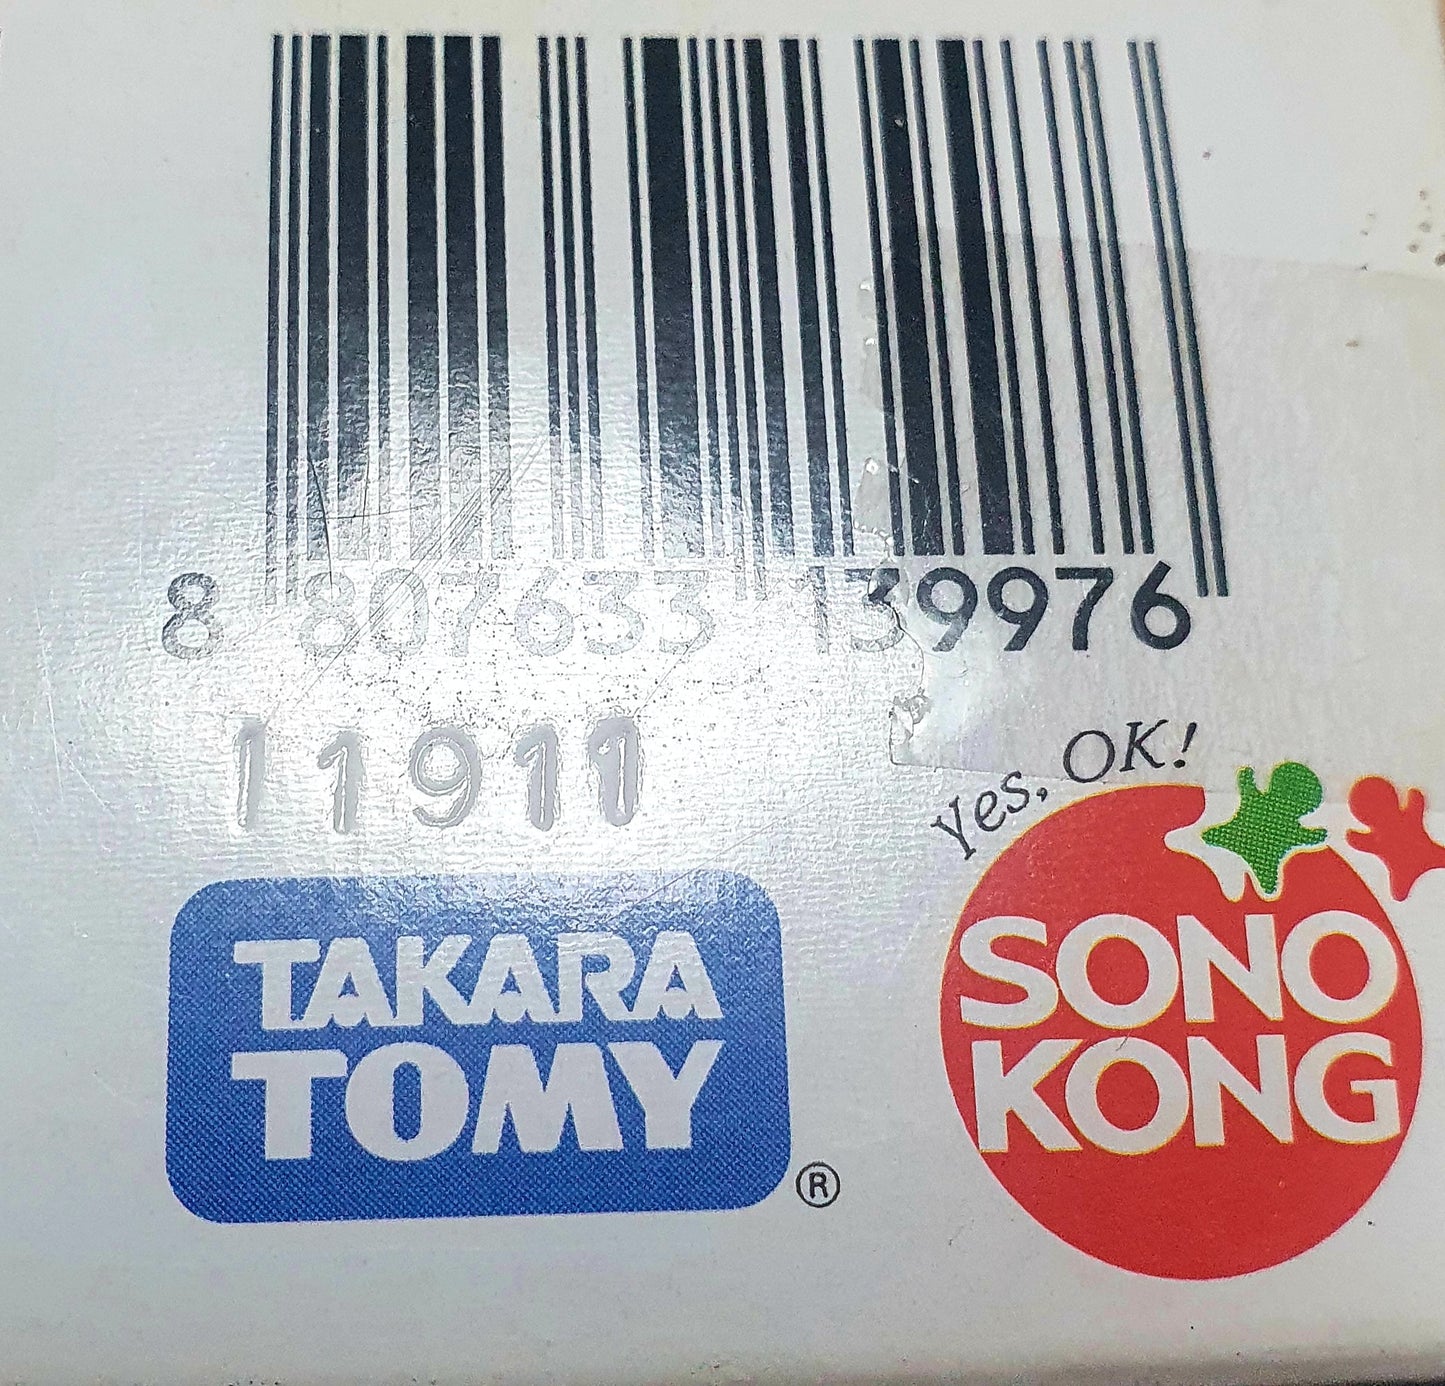 8 807633 139976
11911
TAKARA
TOMY
®
Yes, OK!
SONO
KONG